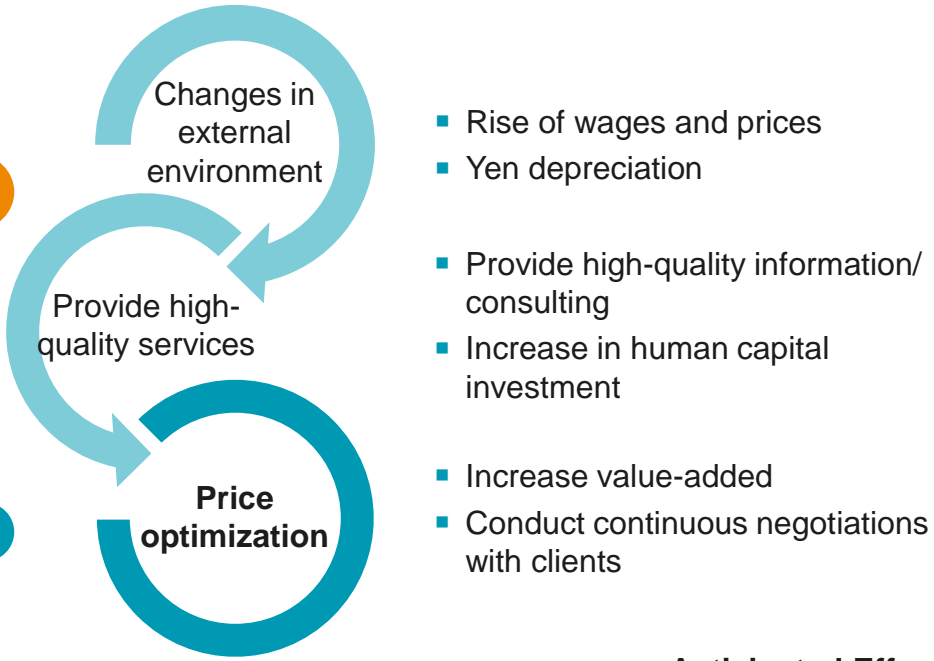 Changes in
external
environment
▪ Rise of wages and prices
▪ Yen depreciation
Provide high-
quality services
▪ Provide high-quality information/
consulting
▪ Increase in human capital
investment
Price
optimization
▪ Increase value-added
▪ Conduct continuous negotiations
with clients